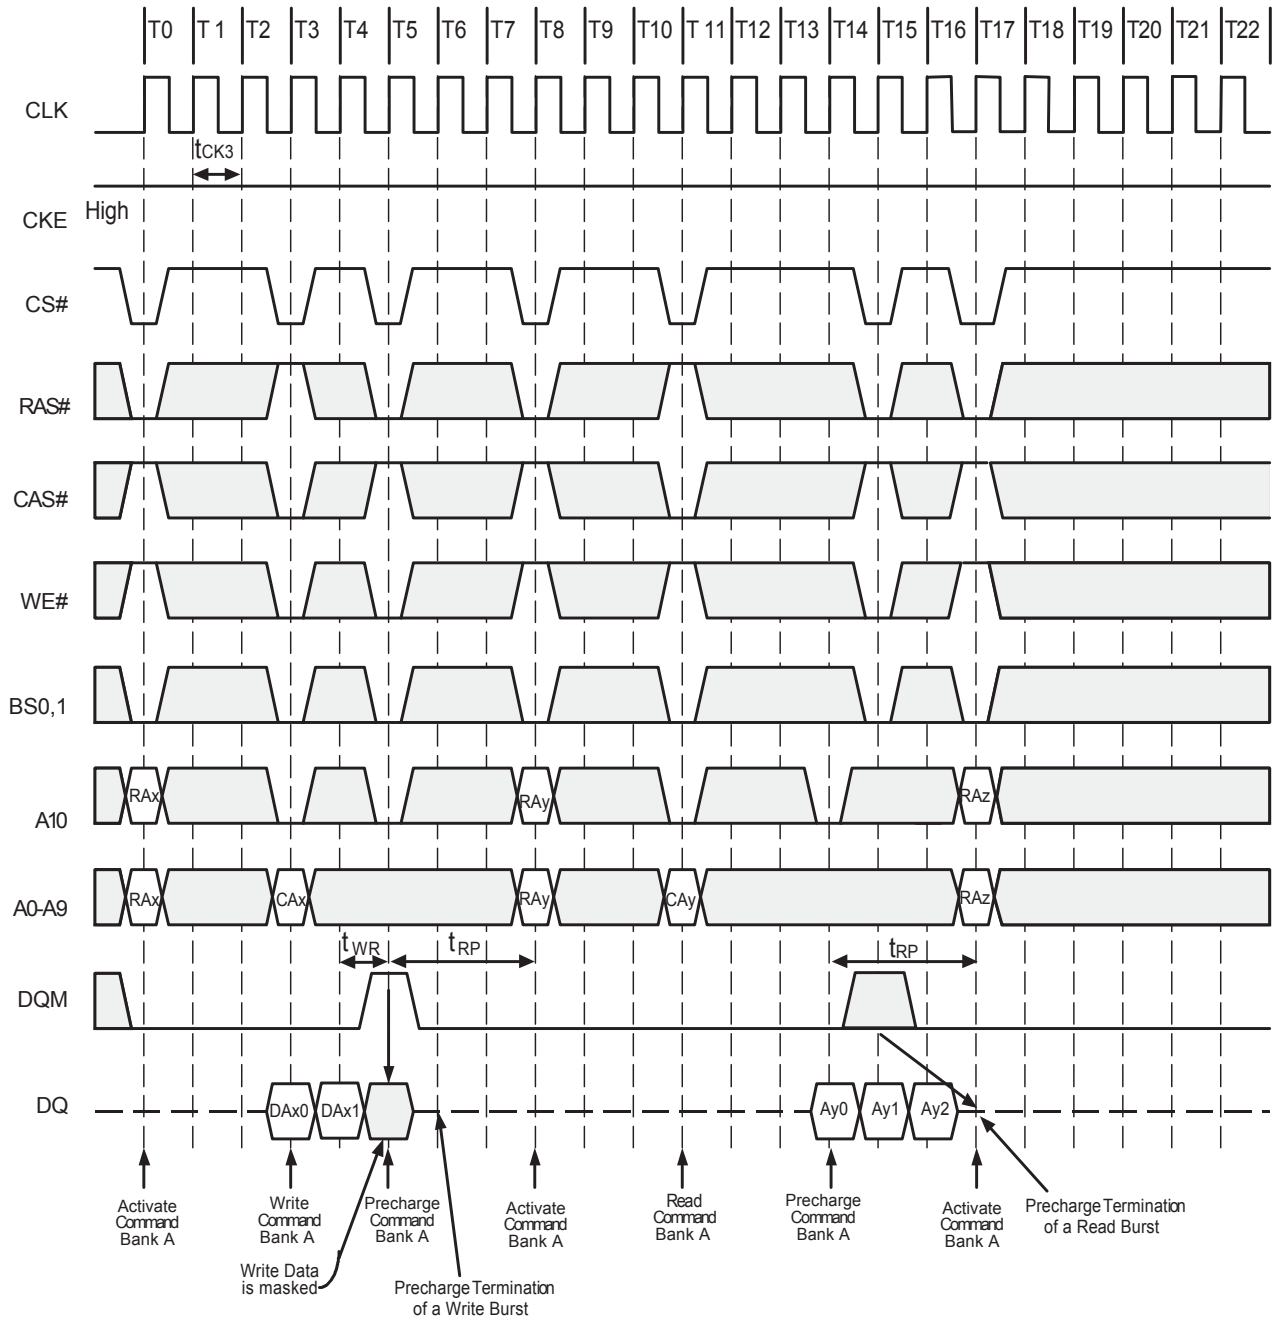 T0 T 1 T2 T3 T4 T5 T6 T7 T8 T9 T10 T 11 T12 T13 T14 T15 T16 T17 T18 T19 T20 T21 T22
CLK
tCK3
CKE High
CS#
RAS#
CAS#
WE#
BS0,1
A10 RAx RAy RAz
A0-A9 RAx CAx RAy CAy RAz
tWR tRP tRP
DQM
DQ DAx0 DAx1 Ay0 Ay1 Ay2
Activate
Command
Bank A
Write
Command
Bank A
Precharge
Command
Bank A
Activate
Command
Bank A
Read
Command
Bank A
Precharge
Command
Bank A
Activate
Command
Bank A
Precharge Termination
of a Read Burst
Write Data
is masked
Precharge Termination
of a Write Burst